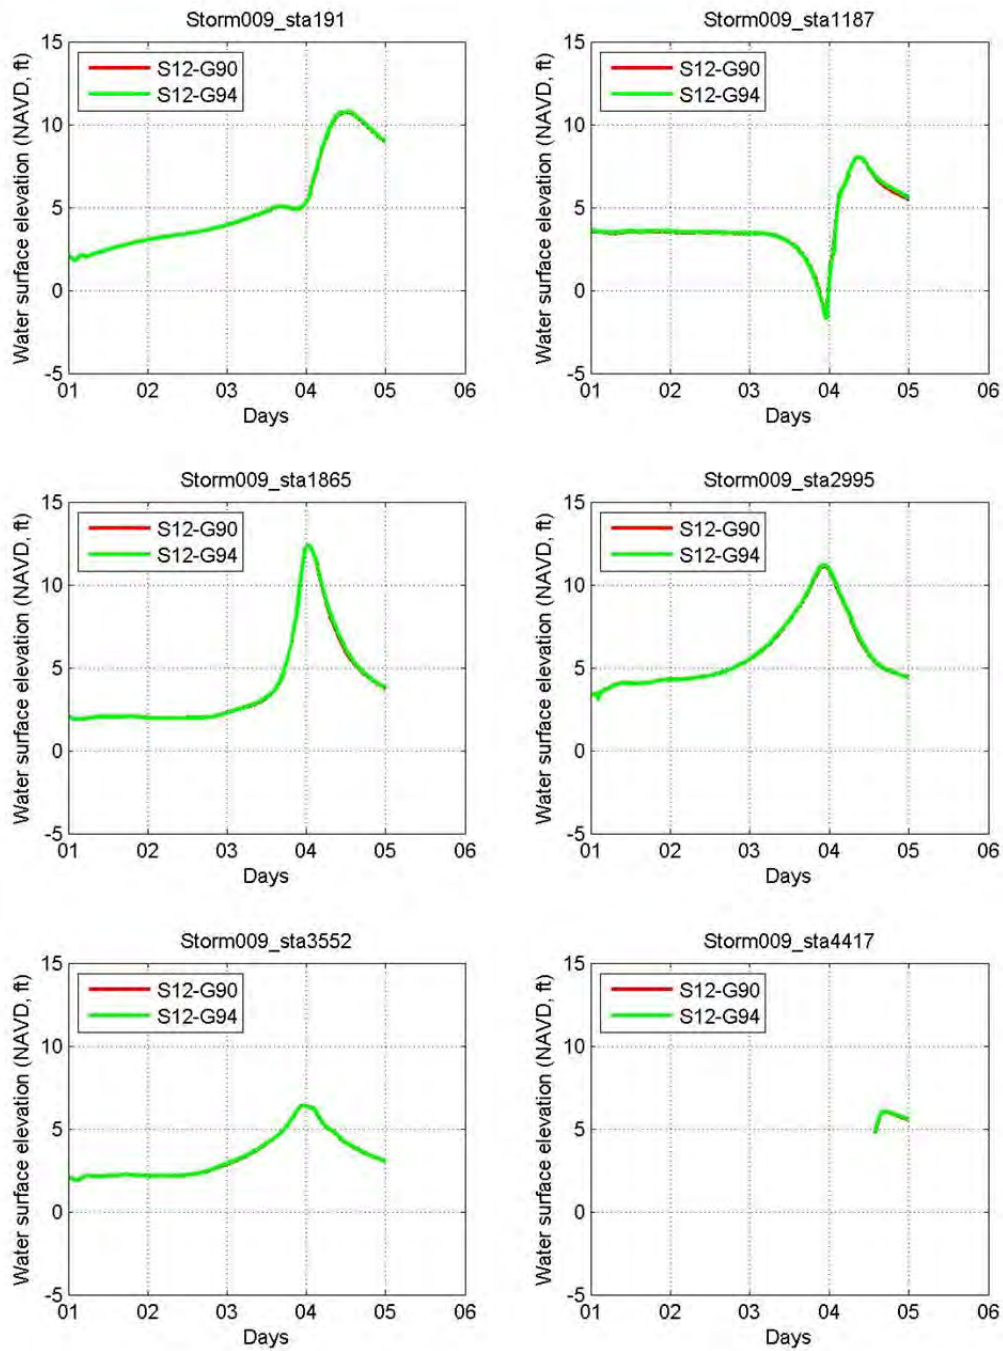 Storm009_sta191
Water surface elevation (NAVD, ft)
15
10
5
0
-5
S12-G90
S12-G94
01 02 03 04 05 06
Days
Storm009_sta1187
Water surface elevation (NAVD, ft)
15
10
5
0
-5
S12-G90
S12-G94
01 02 03 04 05 06
Days
Storm009_sta1865
Water surface elevation (NAVD, ft)
15
10
5
0
-5
S12-G90
S12-G94
01 02 03 04 05 06
Days
Storm009_sta2995
Water surface elevation (NAVD, ft)
15
10
5
0
-5
S12-G90
S12-G94
01 02 03 04 05 06
Days
Storm009_sta3552
Water surface elevation (NAVD, ft)
15
10
5
0
-5
S12-G90
S12-G94
01 02 03 04 05 06
Days
Storm009_sta4417
Water surface elevation (NAVD, ft)
15
10
5
0
-5
S12-G90
S12-G94
01 02 03 04 05 06
Days